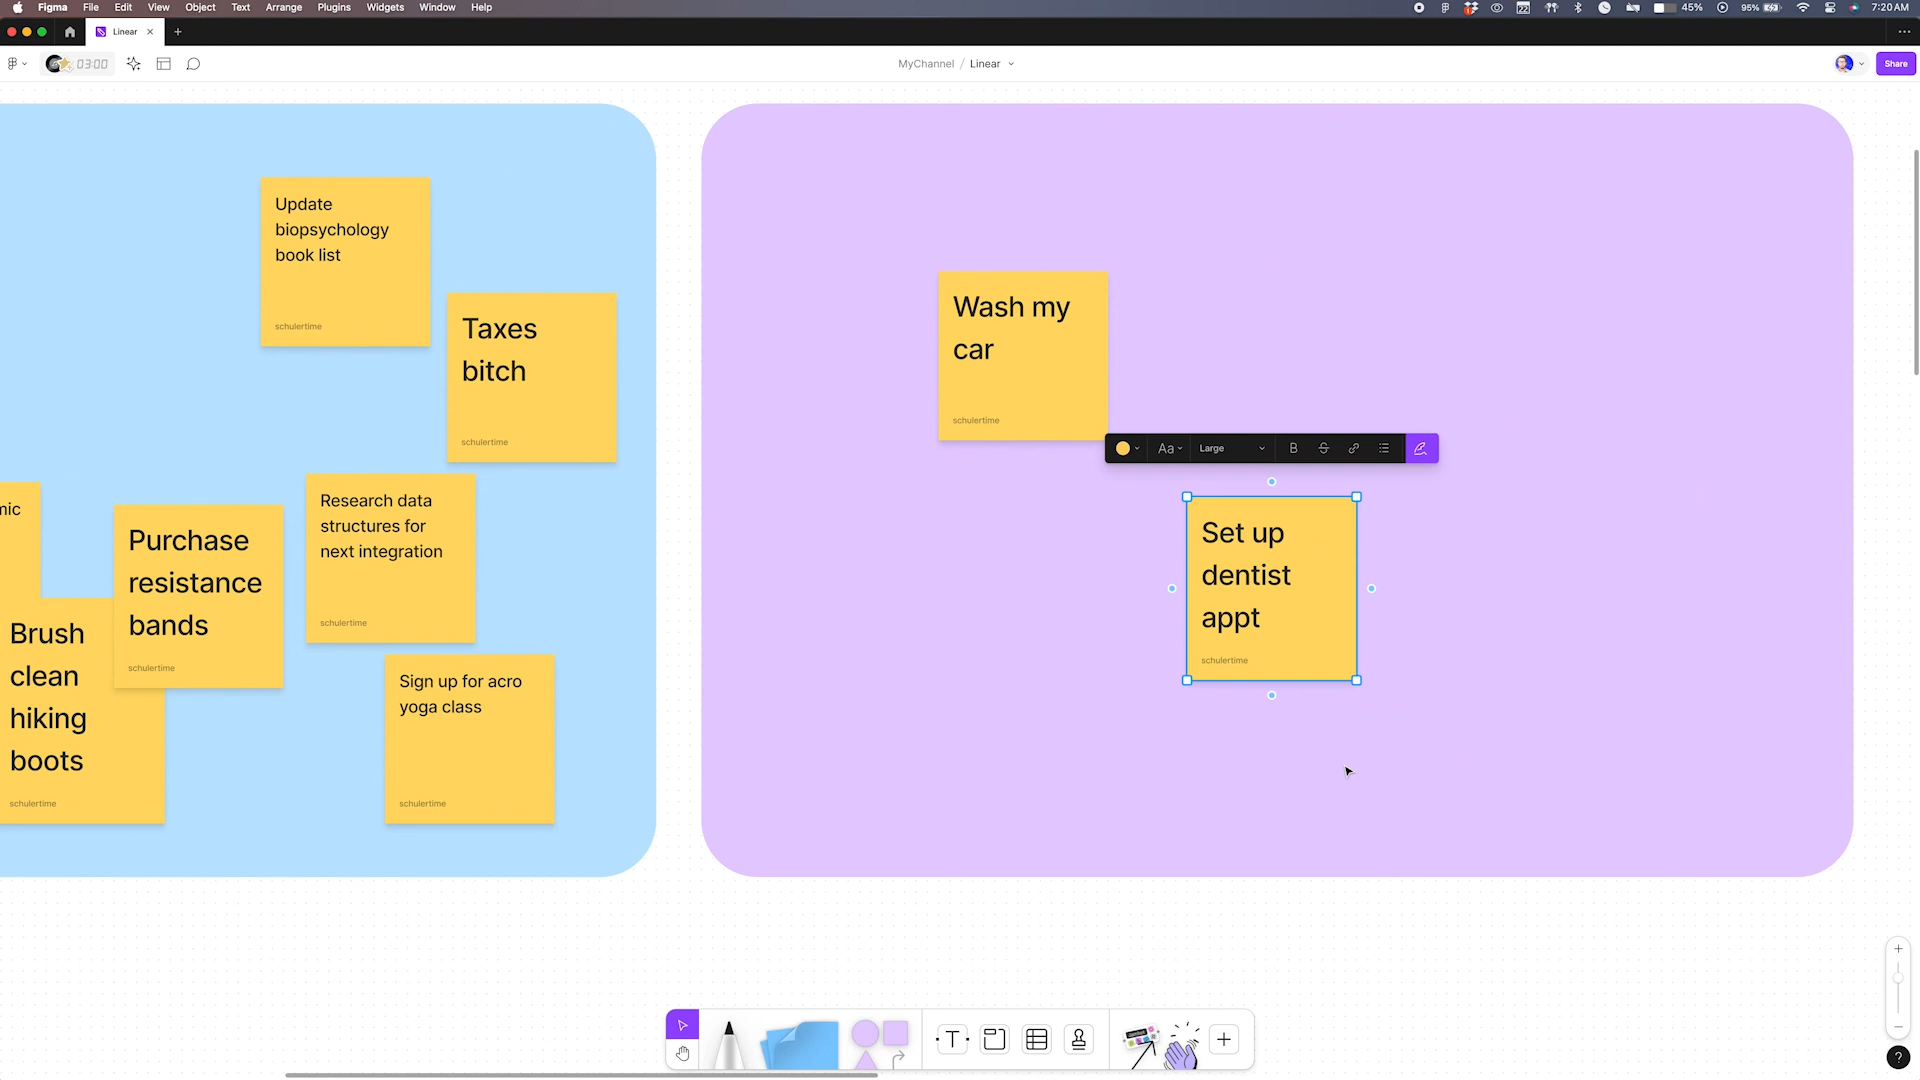 Figma File Edit View Object Text Arrange Plugins Widgets Window Help
45% 95% 7:20 AM
Linear
03:00
MyChannel / Linear
Share
Update
biopsychology
book list
schulertime
Taxes
bitch
schulertime
mic
Purchase
resistance
bands
schulertime
Research data
structures for
next integration
schulertime
Brush
clean
hiking
boots
schulertime
Sign up for acro
yoga class
schulertime
Wash my
car
schulertime
Aa Large B S
Set up
dentist
appt
schulertime
T
?